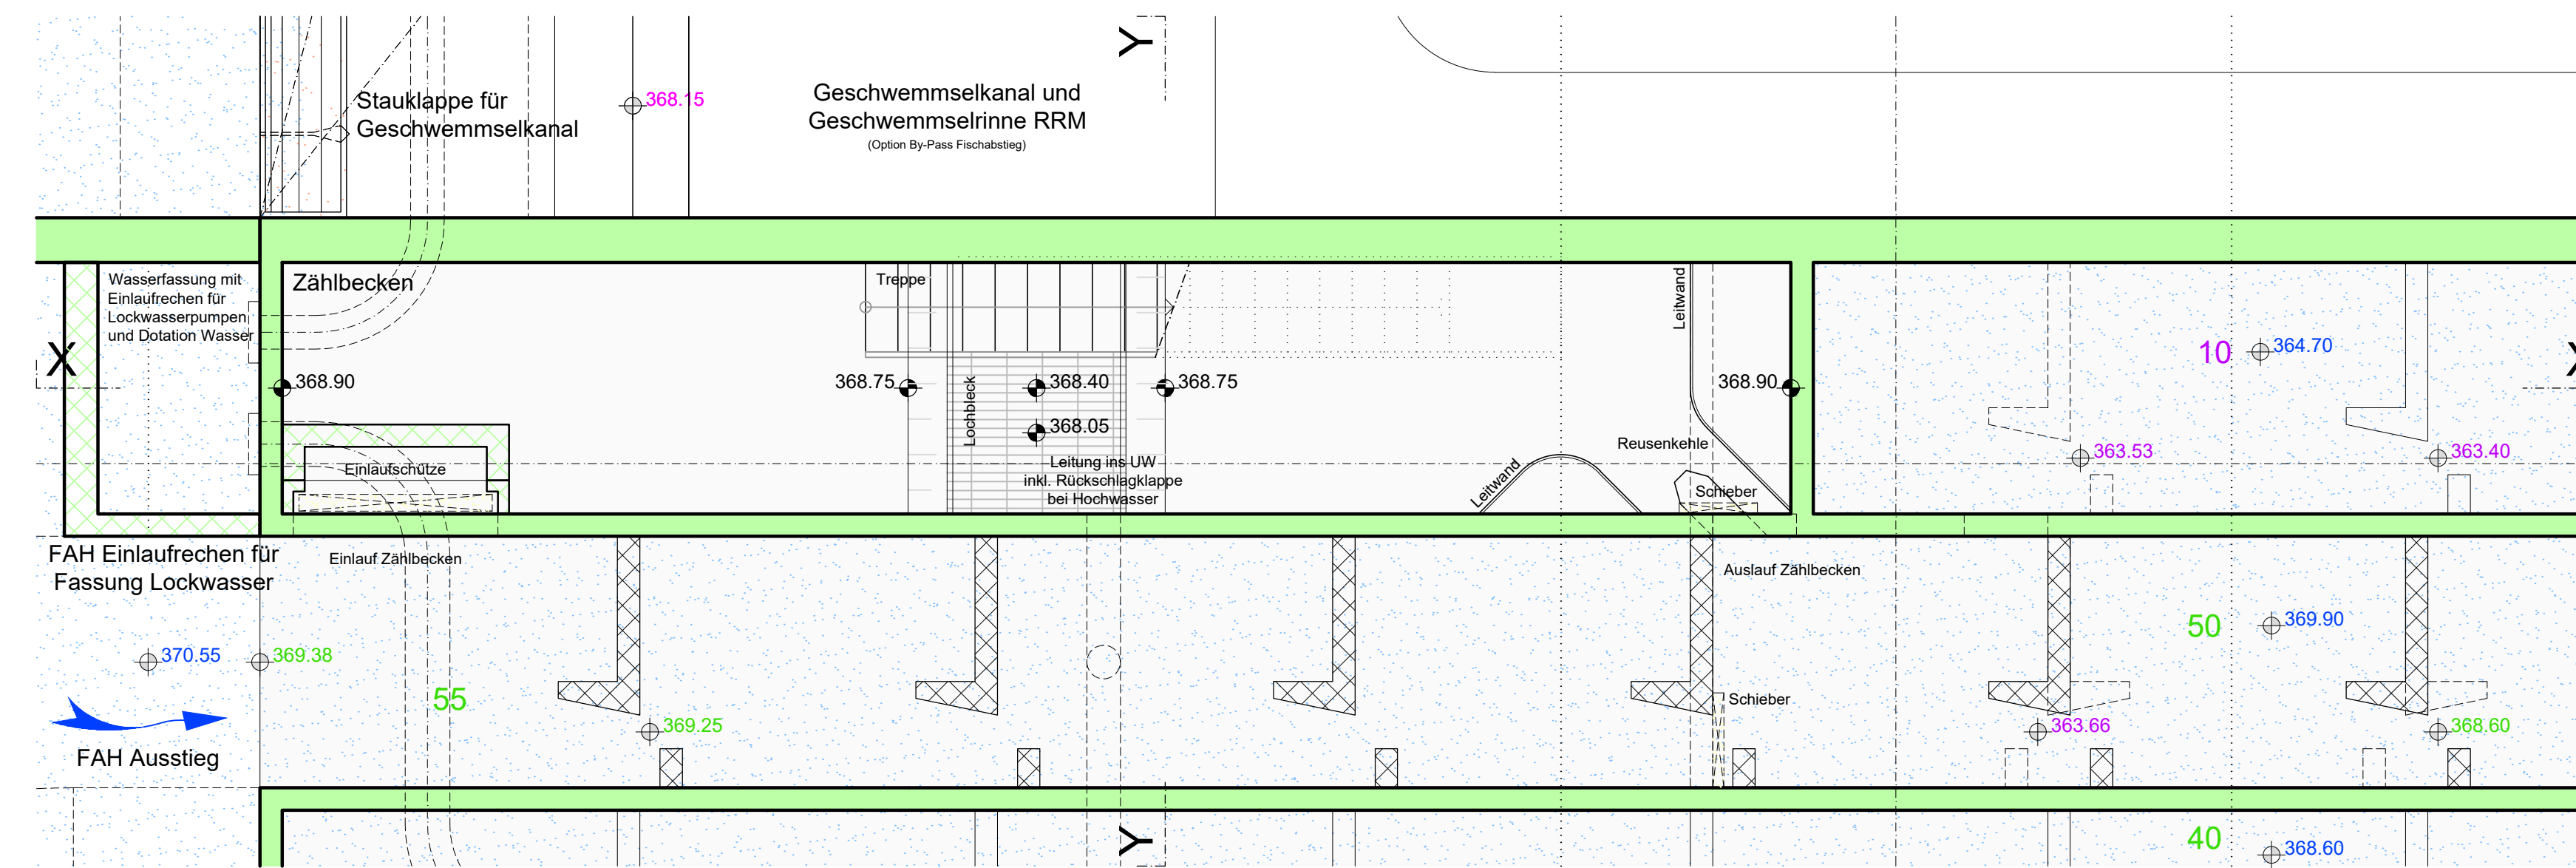 Y
Stauklappe für
Geschwemmselkanal
368.15
Geschwemmselkanal und
Geschwemmselrinne RRM
(Option By-Pass Fischabstieg)
Wasserfassung mit
Einlaufrechen für
Lockwasserpumpen
und Dotation Wasser
Zählbecken
Treppe
Leitwand
X
368.90
368.75
368.40
368.75
368.90
10
364.70
X
Lochbleck
368.05
Reusenkehle
363.53
363.40
Einlaufschütze
Leitung ins UW
inkl. Rückschlagklappe
bei Hochwasser
Leitwand
Schieber
FAH Einlaufrechen für
Fassung Lockwasser
Einlauf Zählbecken
Auslauf Zählbecken
50
369.90
370.55
369.38
55
369.25
Schieber
363.66
368.60
FAH Ausstieg
Y
40
368.60